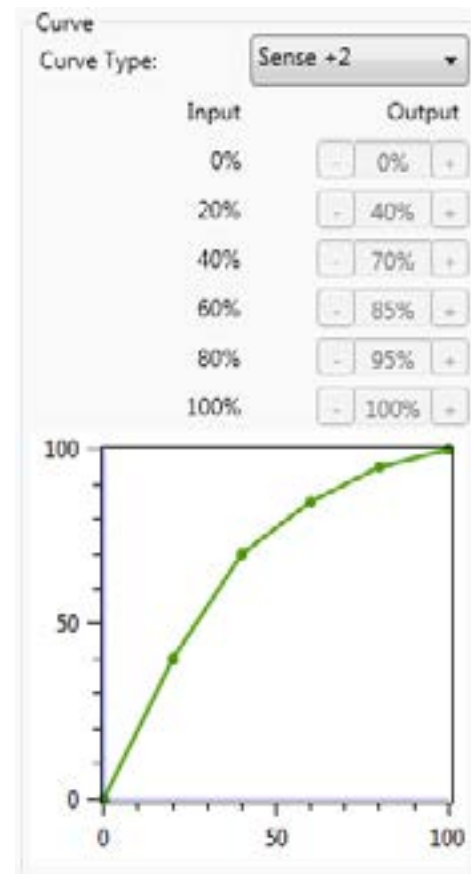 Curve
Curve Type: Sense +2
Input Output
0% - 0% +
20% - 40% +
40% - 70% +
60% - 85% +
80% - 95% +
100% - 100% +
100
50
0
0 50 100